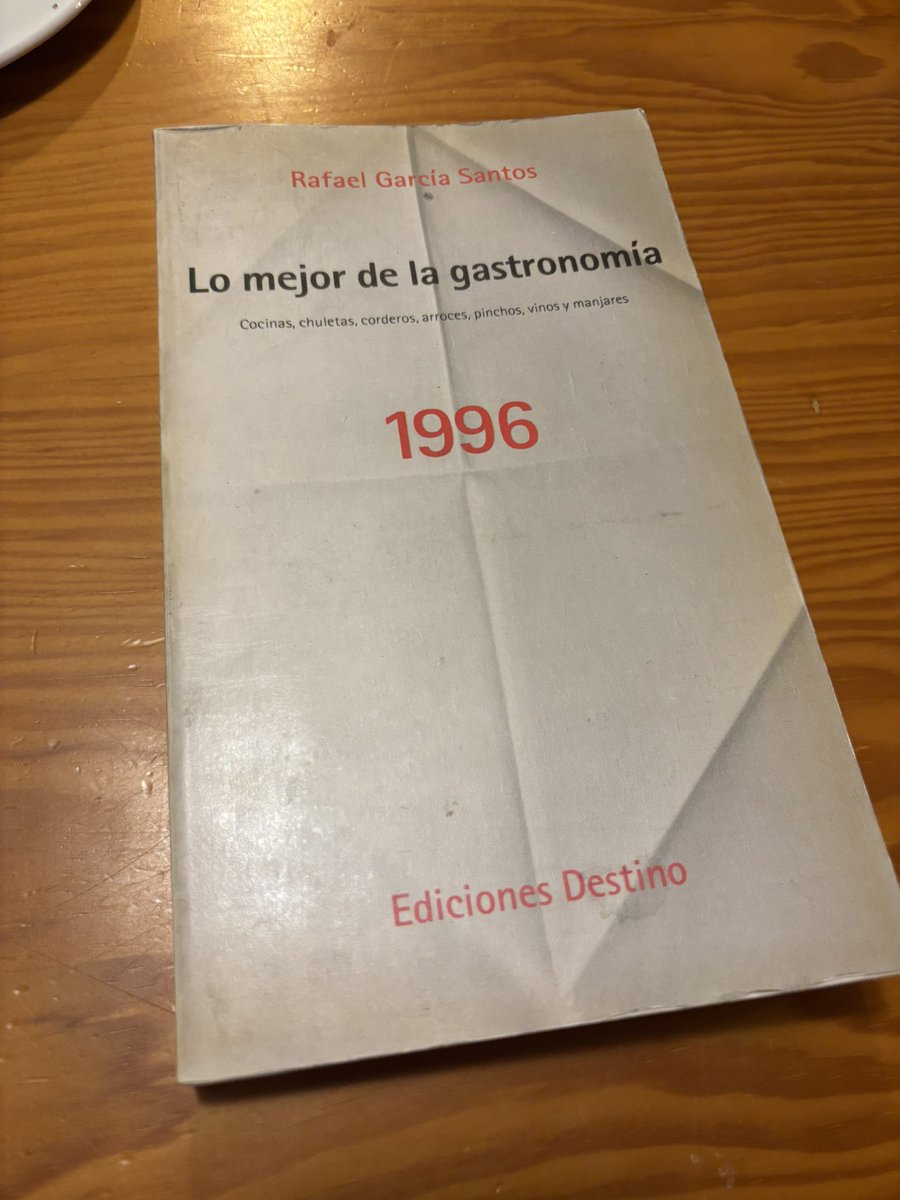 Rafael García Santos
Lo mejor de la gastronomía
Cocinas, chuletas, corderos, arroces, pinchos, vinos y manjares
1996
Ediciones Destino